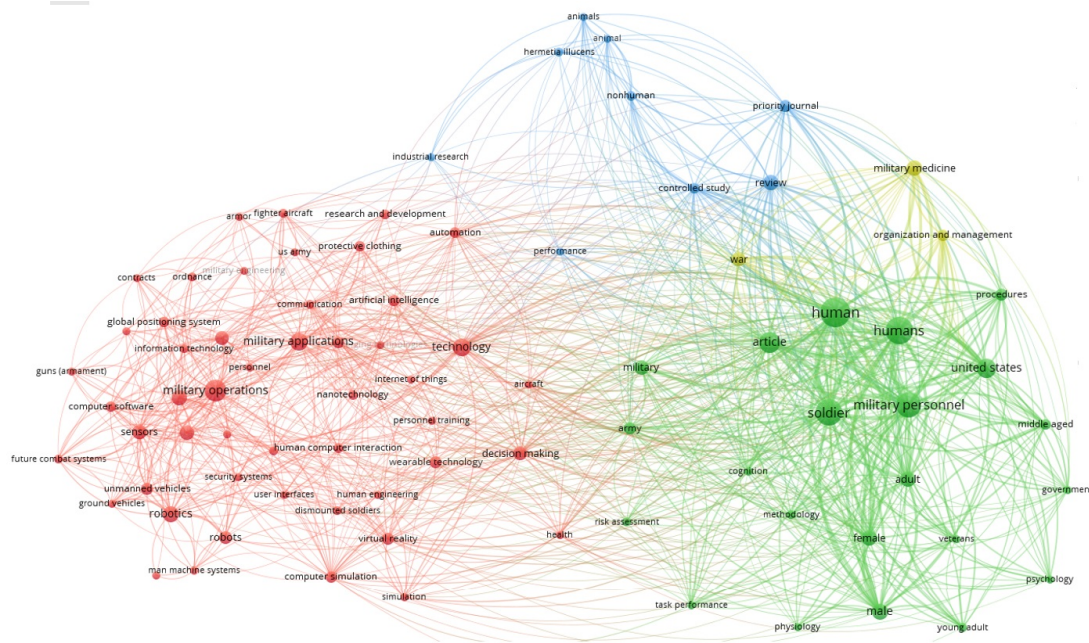 animals
animal
hermetia illucens
nonhuman
priority journal
industrial research
military medicine
controlled study
review
armor
fighter aircraft
research and development
automation
organization and management
us army
protective clothing
performance
war
military engineering
contracts
ordnance
procedures
communication
artificial intelligence
human
global positioning system
humans
military applications
article
information technology
technology
personnel
military
united states
guns (armament)
internet of things
aircraft
military operations
nanotechnology
computer software
military personnel
soldier
personnel training
middle aged
sensors
army
human computer interaction
decision making
future combat systems
wearable technology
cognition
security systems
adult
unmanned vehicles
user interfaces
human engineering
governmen
ground vehicles
dismounted soldiers
robotics
methodology
risk assessment
health
robots
virtual reality
female
veterans
man machine systems
computer simulation
psychology
simulation
task performance
male
physiology
young adult